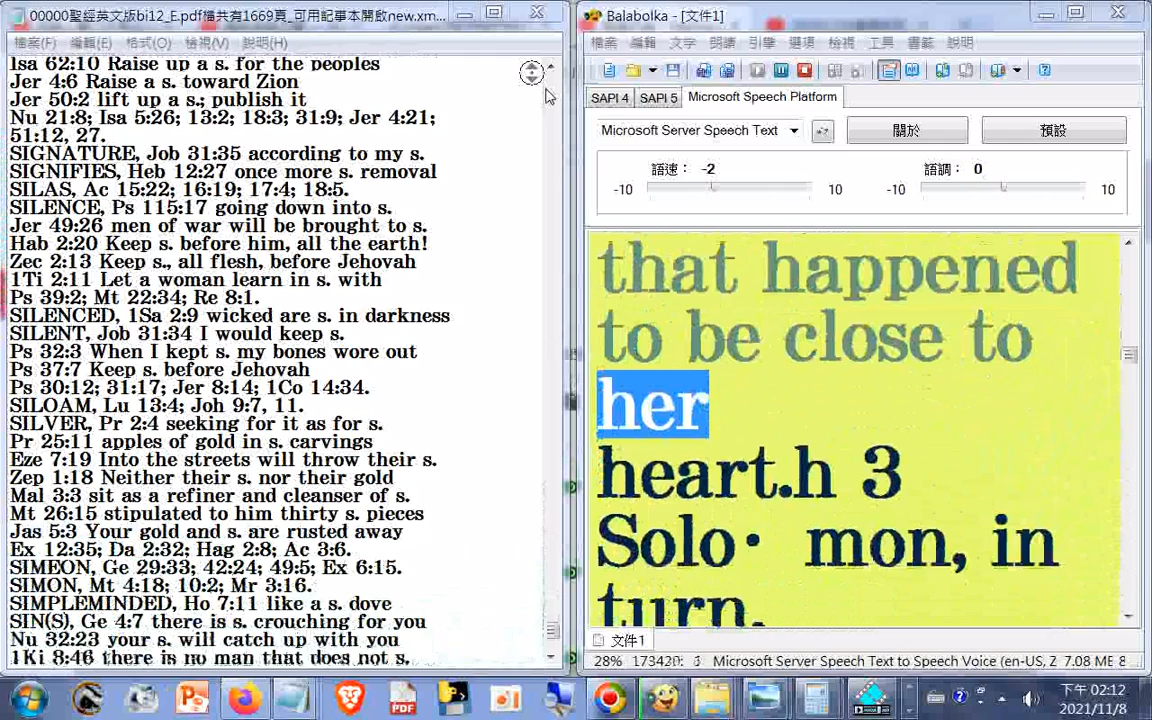 00000聖經英文版bi12_E.pdf檔共有1669頁_可用記事本開啟new.xm...
檔案(F) 編輯(E) 格式(O) 檢視(V) 說明(H)
Isa 62:10 Raise up a s. for the peoples
Jer 4:6 Raise a s. toward Zion
Jer 50:2 lift up a s.; publish it
Nu 21:8; Isa 5:26; 13:2; 18:3; 31:9; Jer 4:21;
51:12, 27.
SIGNATURE, Job 31:35 according to my s.
SIGNIFIES, Heb 12:27 once more s. removal
SILAS, Ac 15:22; 16:19; 17:4; 18:5.
SILENCE, Ps 115:17 going down into s.
Jer 49:26 men of war will be brought to s.
Hab 2:20 Keep s. before him, all the earth!
Zec 2:13 Keep s., all flesh, before Jehovah
1Ti 2:11 Let a woman learn in s. with
Ps 39:2; Mt 22:34; Re 8:1.
SILENCED, 1Sa 2:9 wicked are s. in darkness
SILENT, Job 31:34 I would keep s.
Ps 32:3 When I kept s. my bones wore out
Ps 37:7 Keep s. before Jehovah
Ps 30:12; 31:17; Jer 8:14; 1Co 14:34.
SILOAM, Lu 13:4; Joh 9:7, 11.
SILVER, Pr 2:4 seeking for it as for s.
Pr 25:11 apples of gold in s. carvings
Eze 7:19 Into the streets will throw their s.
Zep 1:18 Neither their s. nor their gold
Mal 3:3 sit as a refiner and cleanser of s.
Mt 26:15 stipulated to him thirty s. pieces
Jas 5:3 Your gold and s. are rusted away
Ex 12:35; Da 2:32; Hag 2:8; Ac 3:6.
SIMEON, Ge 29:33; 42:24; 49:5; Ex 6:15.
SIMON, Mt 4:18; 10:2; Mr 3:16.
SIMPLEMINDED, Ho 7:11 like a s. dove
SIN(S), Ge 4:7 there is s. crouching for you
Nu 32:23 your s. will catch up with you
1Ki 8:46 there is no man that does not s.
Balabolka - [文件1]
檔案 編輯 文字 朗讀 引擎 選項 檢視 工具 書籤 說明
SAPI 4 SAPI 5 Microsoft Speech Platform
Microsoft Server Speech Text 關於 預設
語速： -2 語調： 0
-10 10 -10 10
that happened
to be close to
her
heart.h 3
Solo· mon, in
turn.
文件1
28% Microsoft Server Speech Text to Speech Voice (en-US, Z 7.08 MB 8
PDF
下午 02:12
2021/11/8